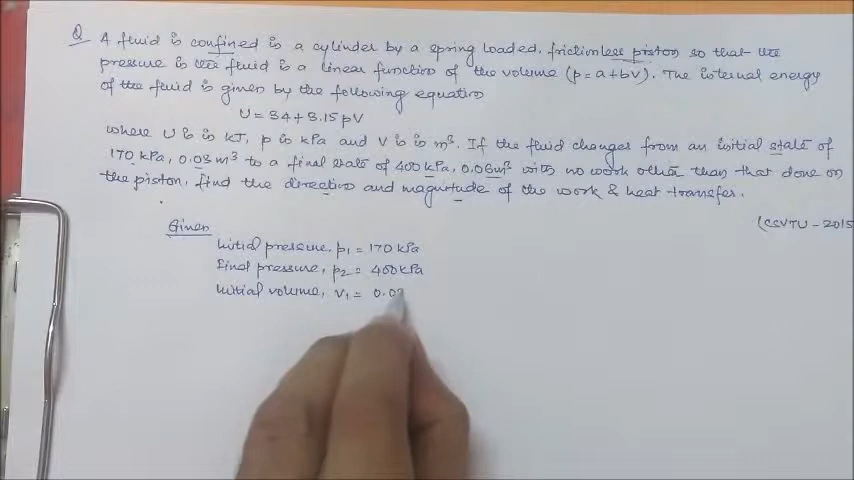 Q A fluid is confined in a cylinder by a spring loaded, frictionless piston so that the
pressure in the fluid is a linear function of the volume (p = a + bV). The internal energy
of the fluid is given by the following equation
U = 34 + 3.15 pV
where U is in kJ, p in kPa and V is in m³. If the fluid changes from an initial state of
170 kPa, 0.03 m³ to a final state of 400 kPa, 0.06 m³ with no work other than that done on
the piston, find the direction and magnitude of the work & heat transfer.
(CSVTU - 2015
Given
Initial pressure, p₁ = 170 kPa
Final pressure, p₂ = 400 kPa
Initial volume, V₁ = 0.03